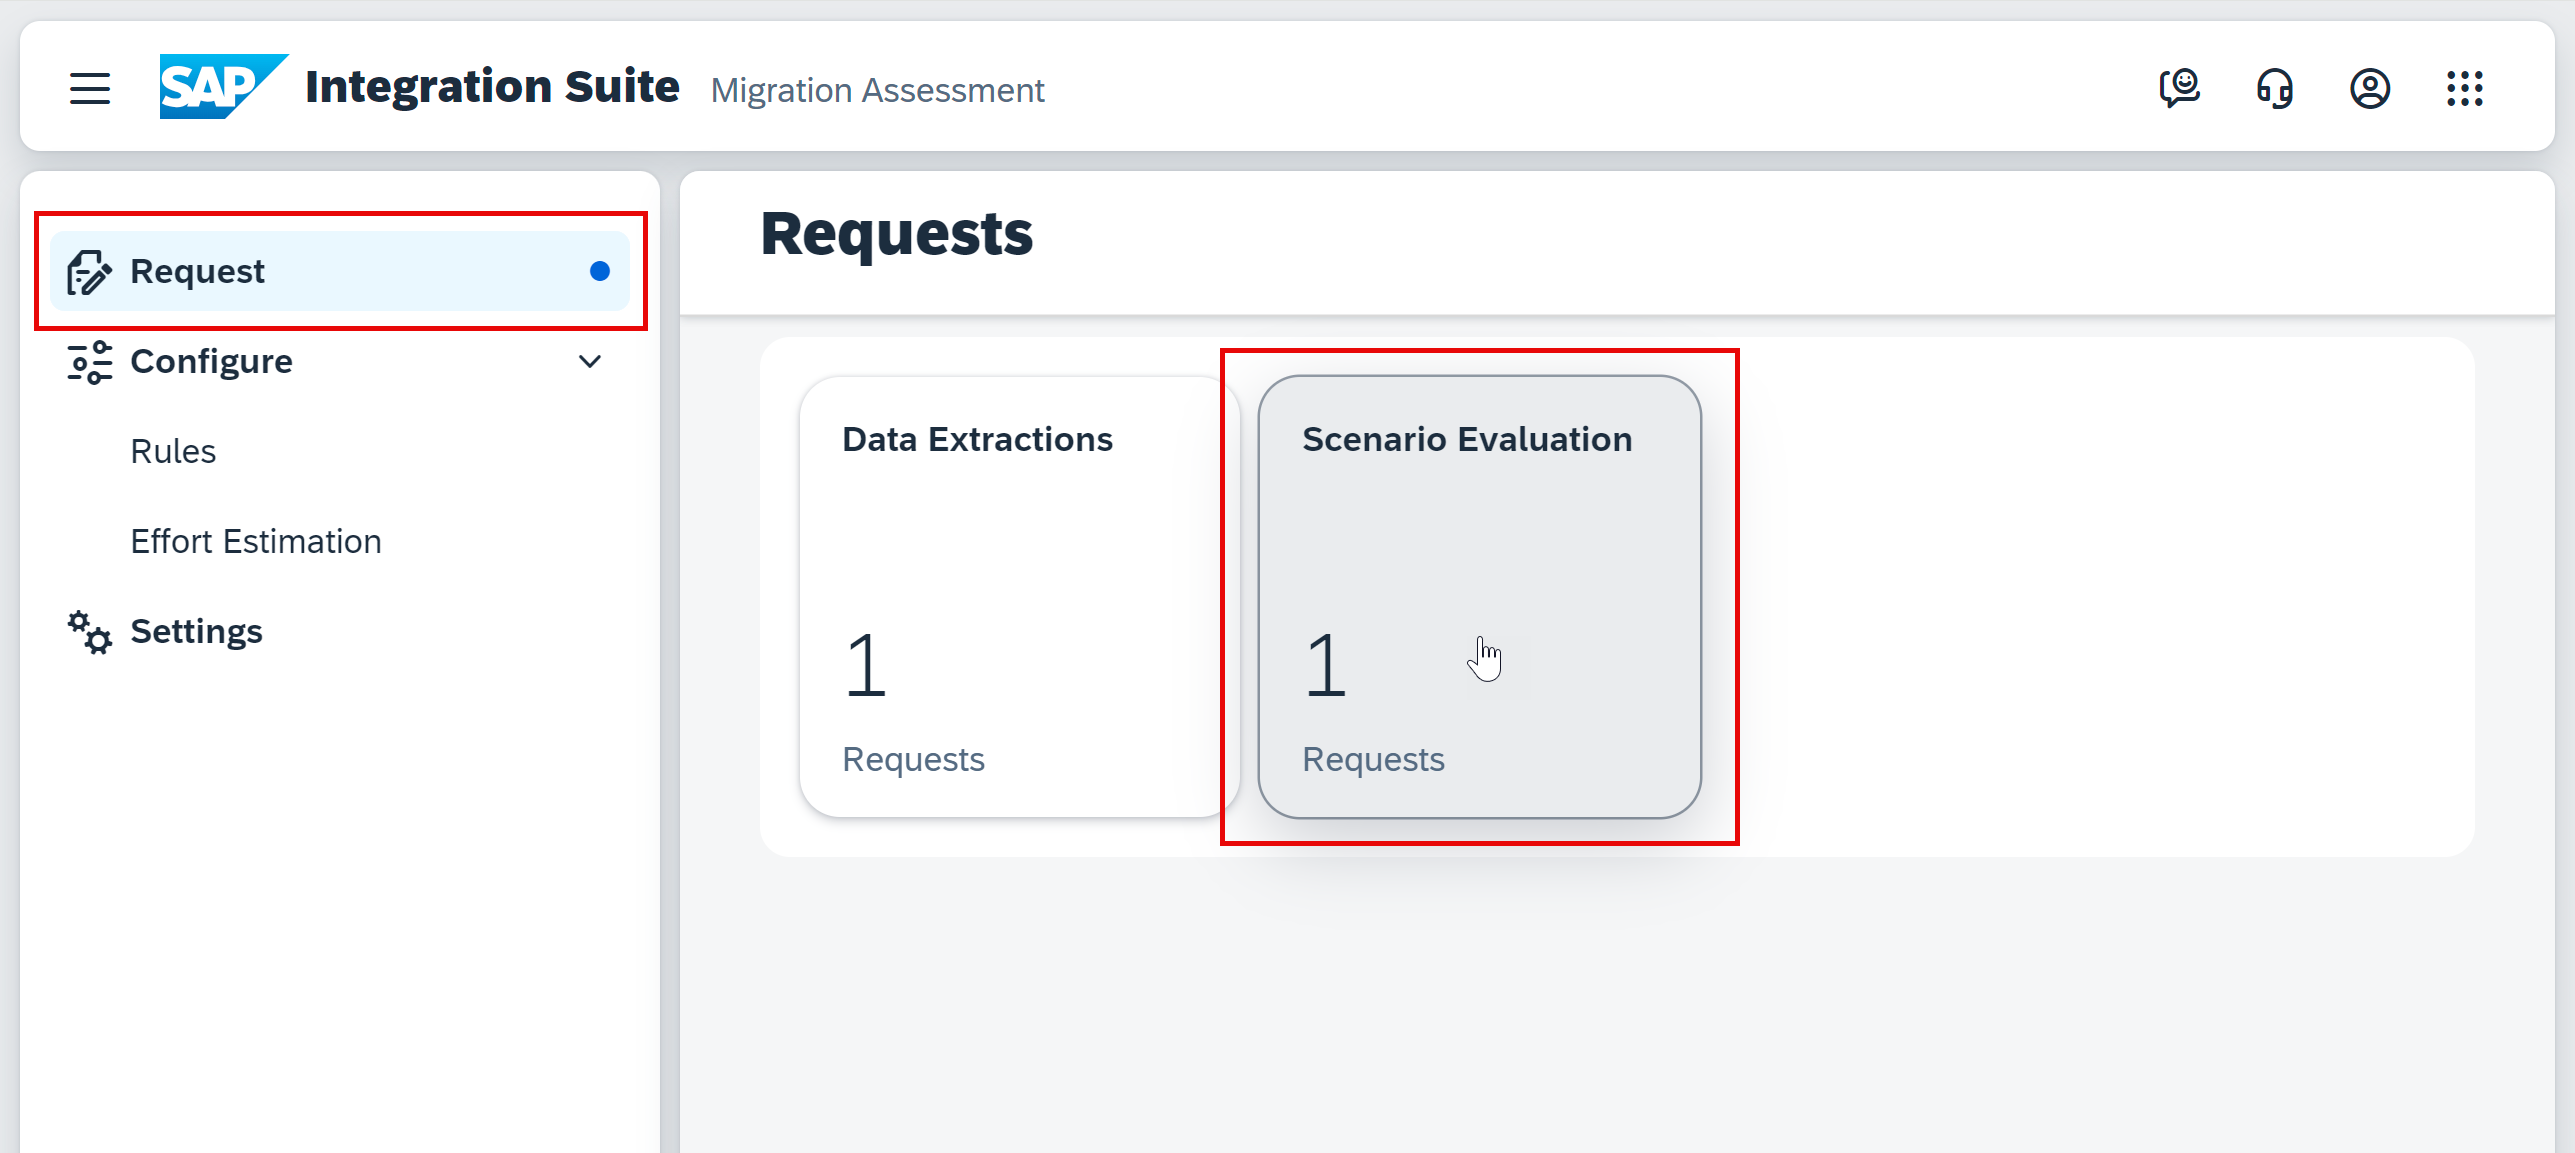 SAP Integration Suite Migration Assessment
Request
Configure
Rules
Effort Estimation
Settings
Requests
Data Extractions
1
Requests
Scenario Evaluation
1
Requests